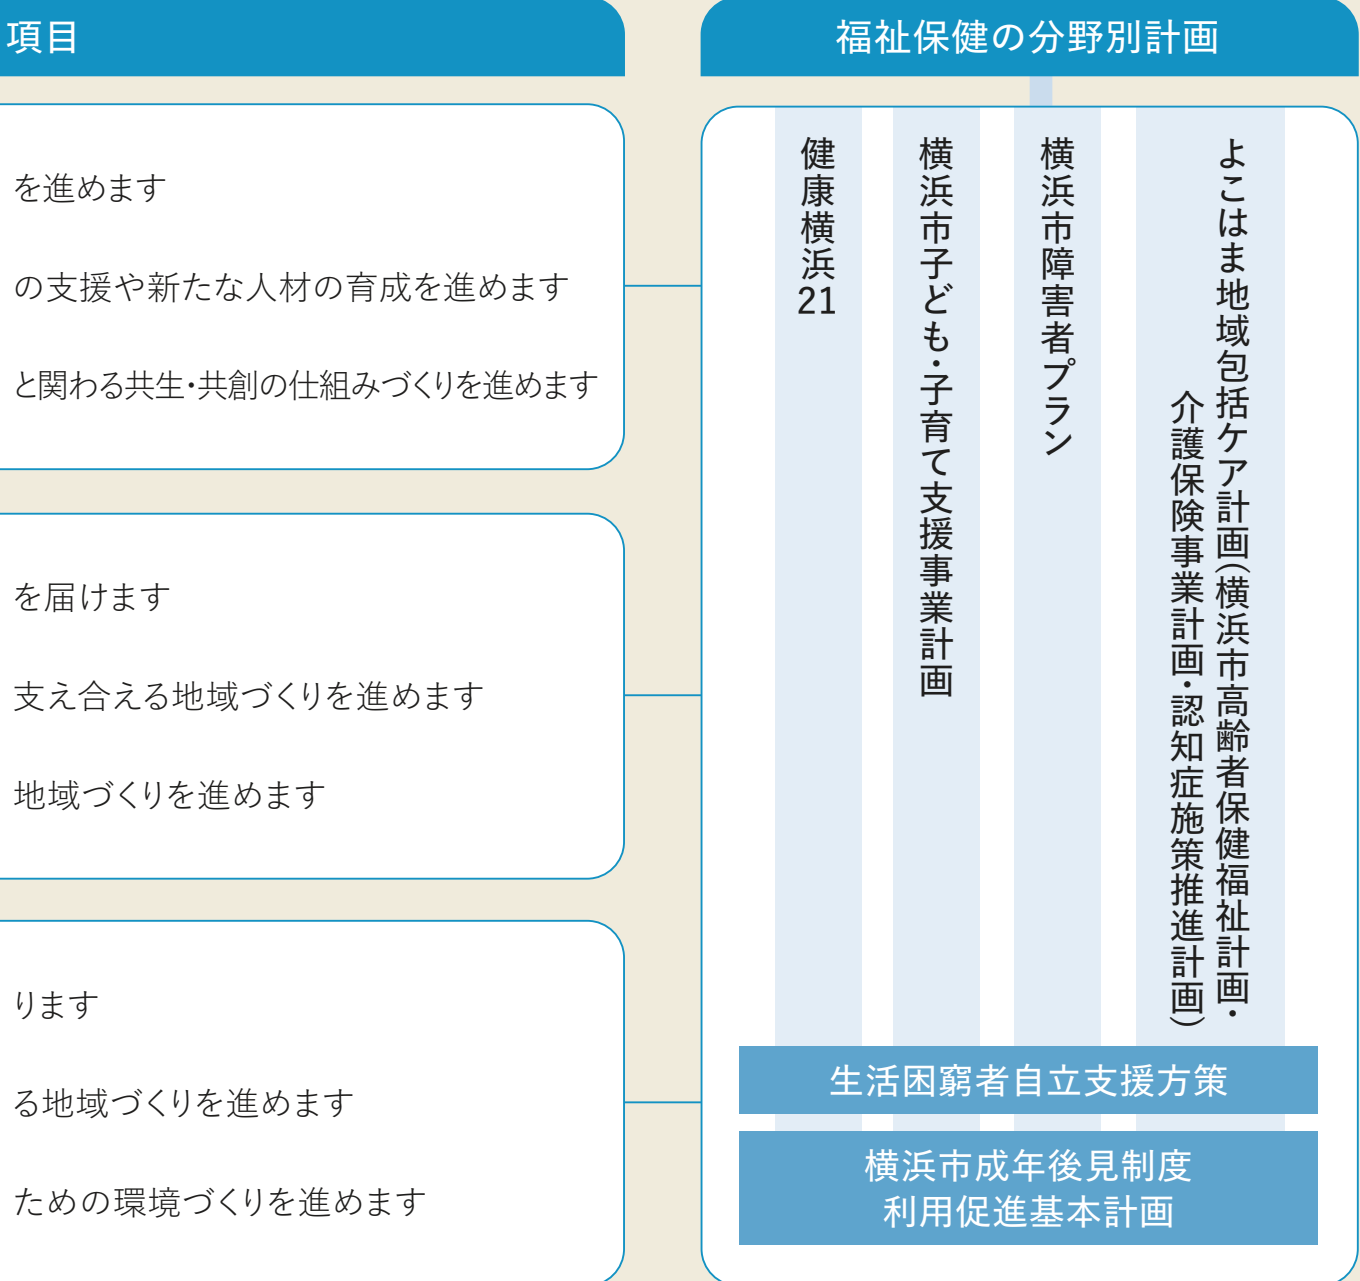 項目
を進めます
の支援や新たな人材の育成を進めます
と関わる共生・共創の仕組みづくりを進めます
を届けます
支え合える地域づくりを進めます
地域づくりを進めます
ります
る地域づくりを進めます
ための環境づくりを進めます
福祉保健の分野別計画
よこはま地域包括ケア計画(横浜市高齢者保健福祉計画・
介護保険事業計画・認知症施策推進計画)
横浜市障害者プラン
横浜市子ども・子育て支援事業計画
健康横浜21
生活困窮者自立支援方策
横浜市成年後見制度
利用促進基本計画